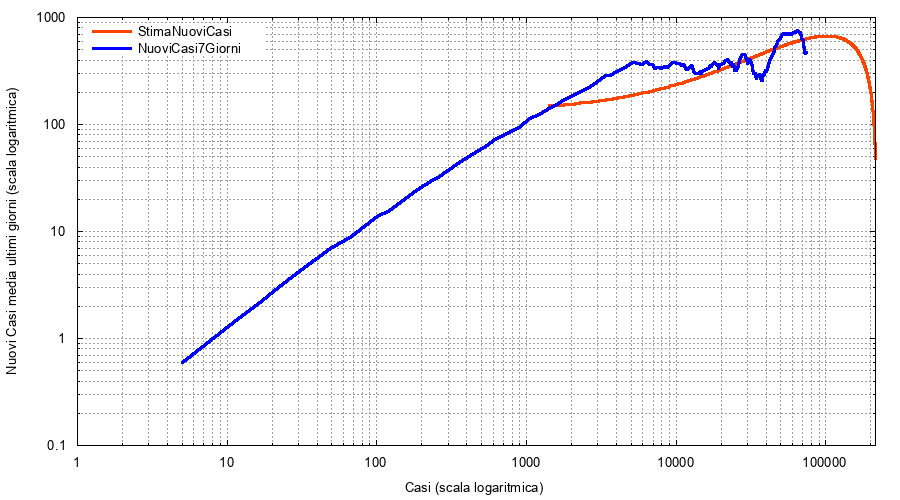 1000
100
10
1
0.1
StimaNuoviCasi
NuoviCasi7Giorni
Nuovi Casi media ultimi giorni (scala logaritmica)
1 10 100 1000 10000 100000
Casi (scala logaritmica)